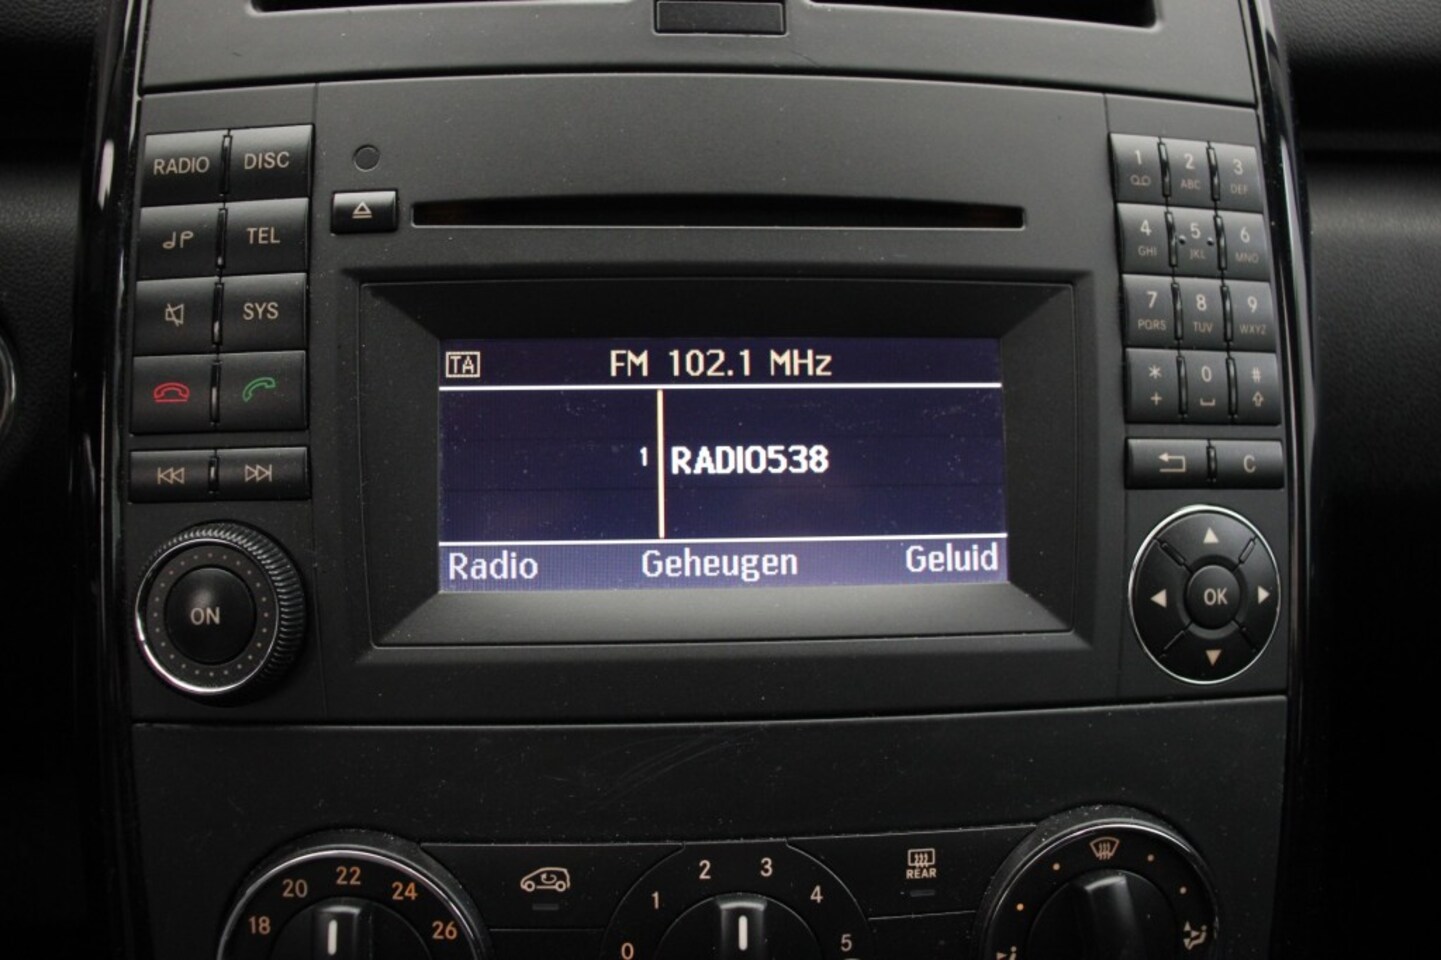 RADIO DISC
TEL
SYS
ON
TA FM 102.1 MHz
1 RADIO538
Radio Geheugen Geluid
1 2 ABC 3 DEF
4 GHI 5 JKL 6 MNO
7 PQRS 8 TUV 9 WXYZ
* + 0 #
C
OK
18 20 22 24 26
0 1 2 3 4 5
REAR